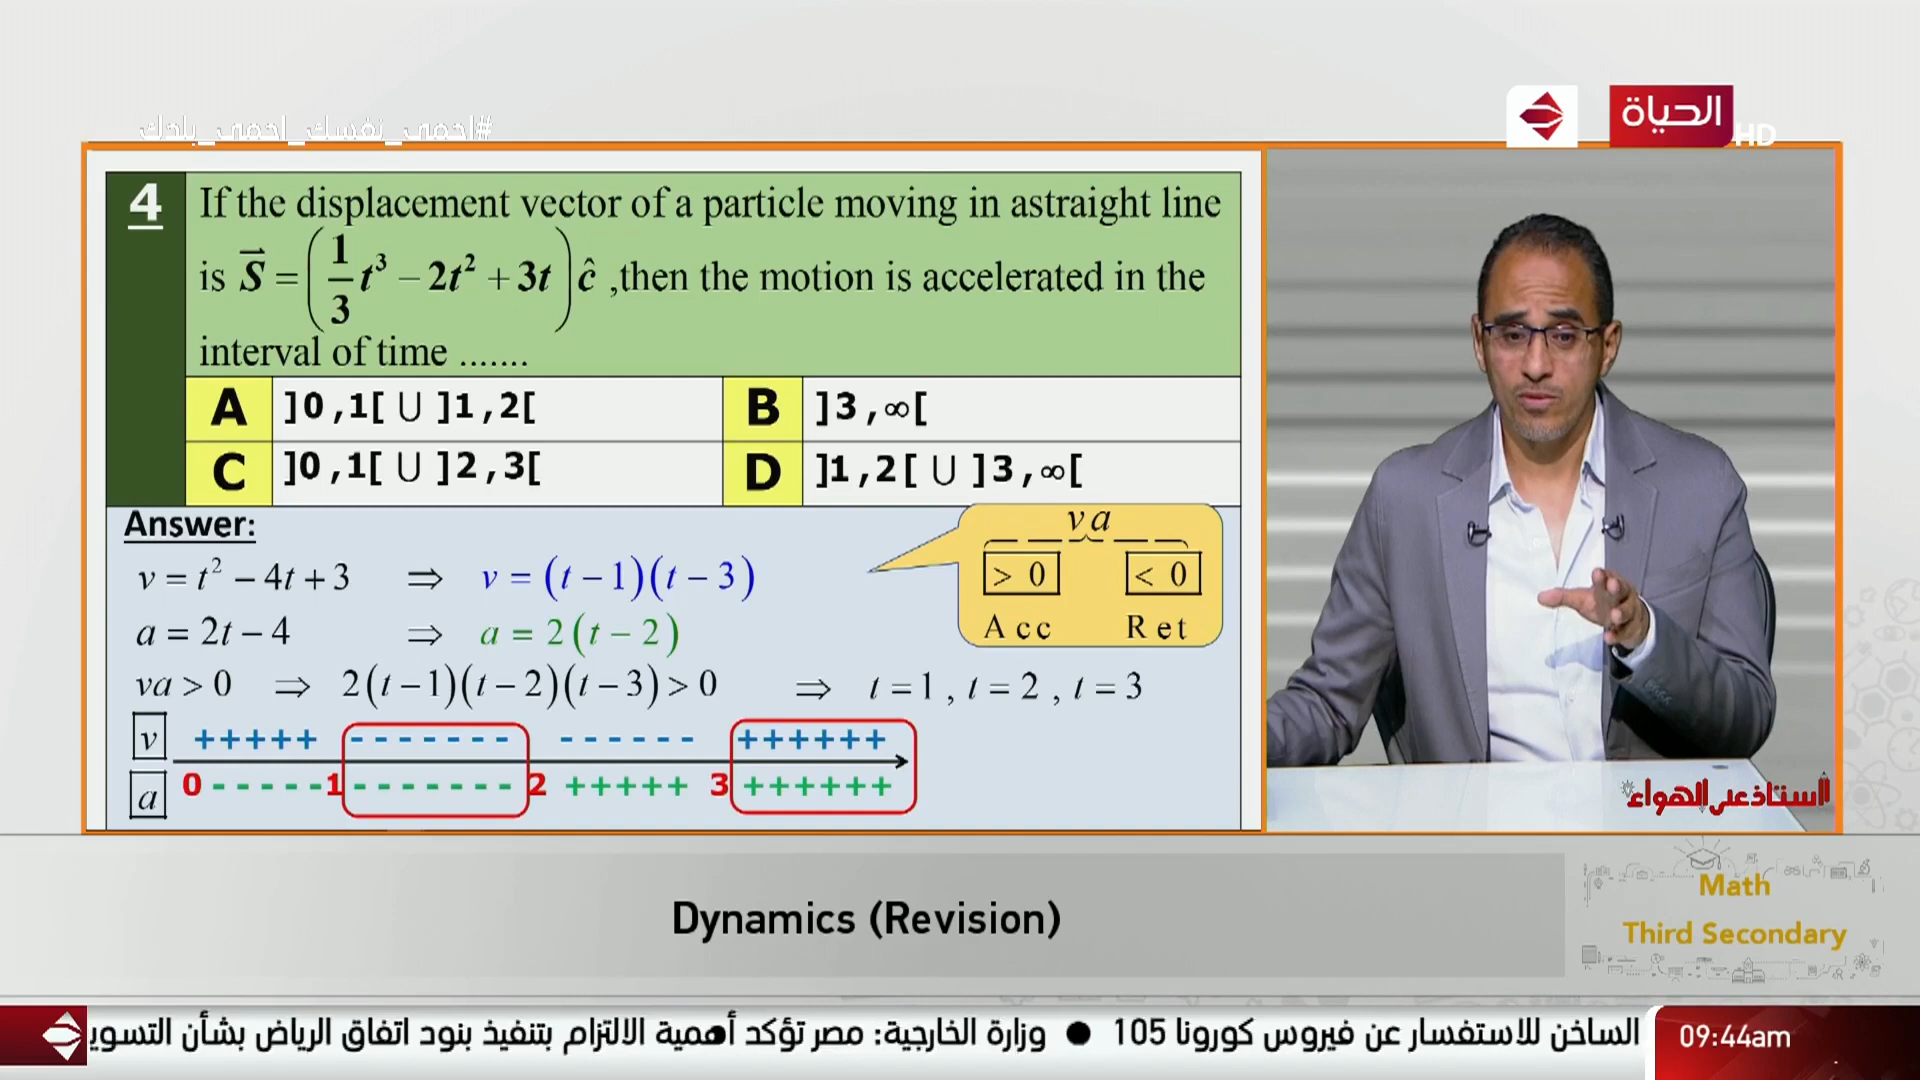 #احمي_نفسك_احمي_بلدك
الحياة
HD
4
If the displacement vector of a particle moving in astraight line
is S⃗ = (1/3 t³ − 2t² + 3t) ĉ ,then the motion is accelerated in the
interval of time .......
A ]0 ,1[ ∪ ]1 ,2[
B ]3 , ∞[
C ]0 ,1[ ∪ ]2 ,3[
D ]1 ,2[ ∪ ]3 , ∞[
Answer:
v a
> 0 < 0
Acc Ret
v = t² − 4t + 3 ⇒ v = (t − 1)(t − 3)
a = 2t − 4 ⇒ a = 2(t − 2)
va > 0 ⇒ 2(t − 1)(t − 2)(t − 3) > 0 ⇒ t = 1 , t = 2 , t = 3
v +++++ ------- ------ ++++++
a 0 ----- 1 ------- 2 +++++ 3 ++++++
الأستاذ على الهواء
Dynamics (Revision)
Math
Third Secondary
الساخن للاستفسار عن فيروس كورونا 105 ● وزارة الخارجية: مصر تؤكد أهمية الالتزام بتنفيذ بنود اتفاق الرياض بشأن التسوي
09:44am